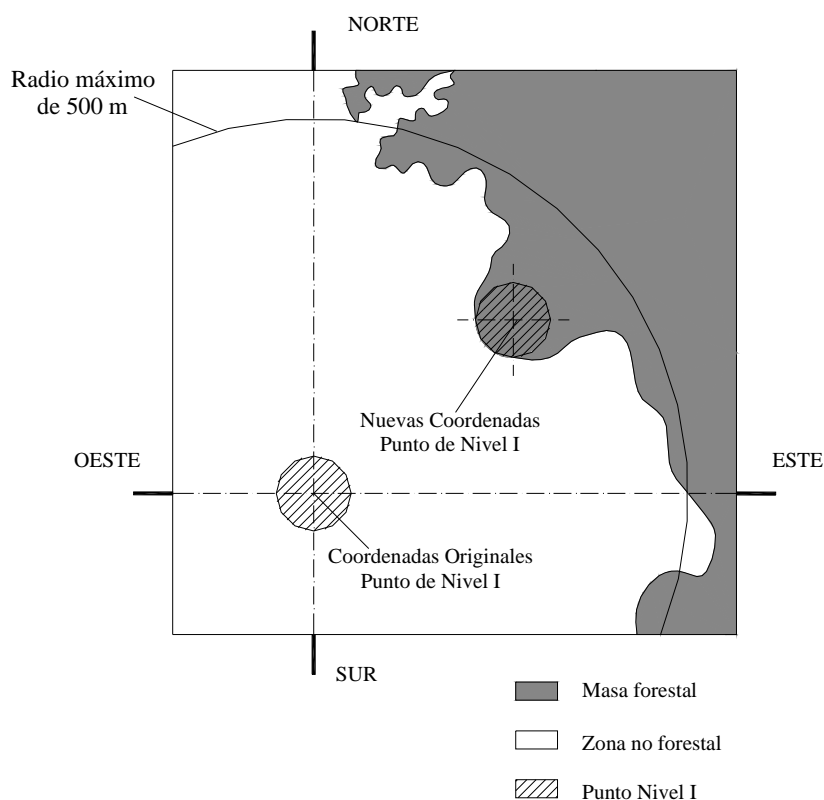 NORTE
Radio máximo
de 500 m
Nuevas Coordenadas
Punto de Nivel I
OESTE
ESTE
Coordenadas Originales
Punto de Nivel I
SUR
Masa forestal
Zona no forestal
Punto Nivel I